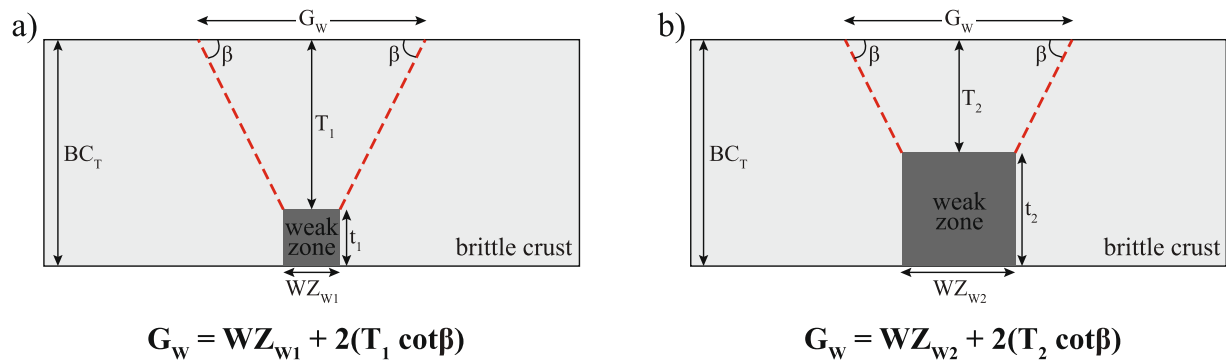 a)
G_W
β
β
T_1
BC_T
weak
zone
t_1
brittle crust
WZ_W1
G_W = WZ_W1 + 2(T_1 cotβ)
b)
G_W
β
β
T_2
BC_T
weak
zone
t_2
brittle crust
WZ_W2
G_W = WZ_W2 + 2(T_2 cotβ)